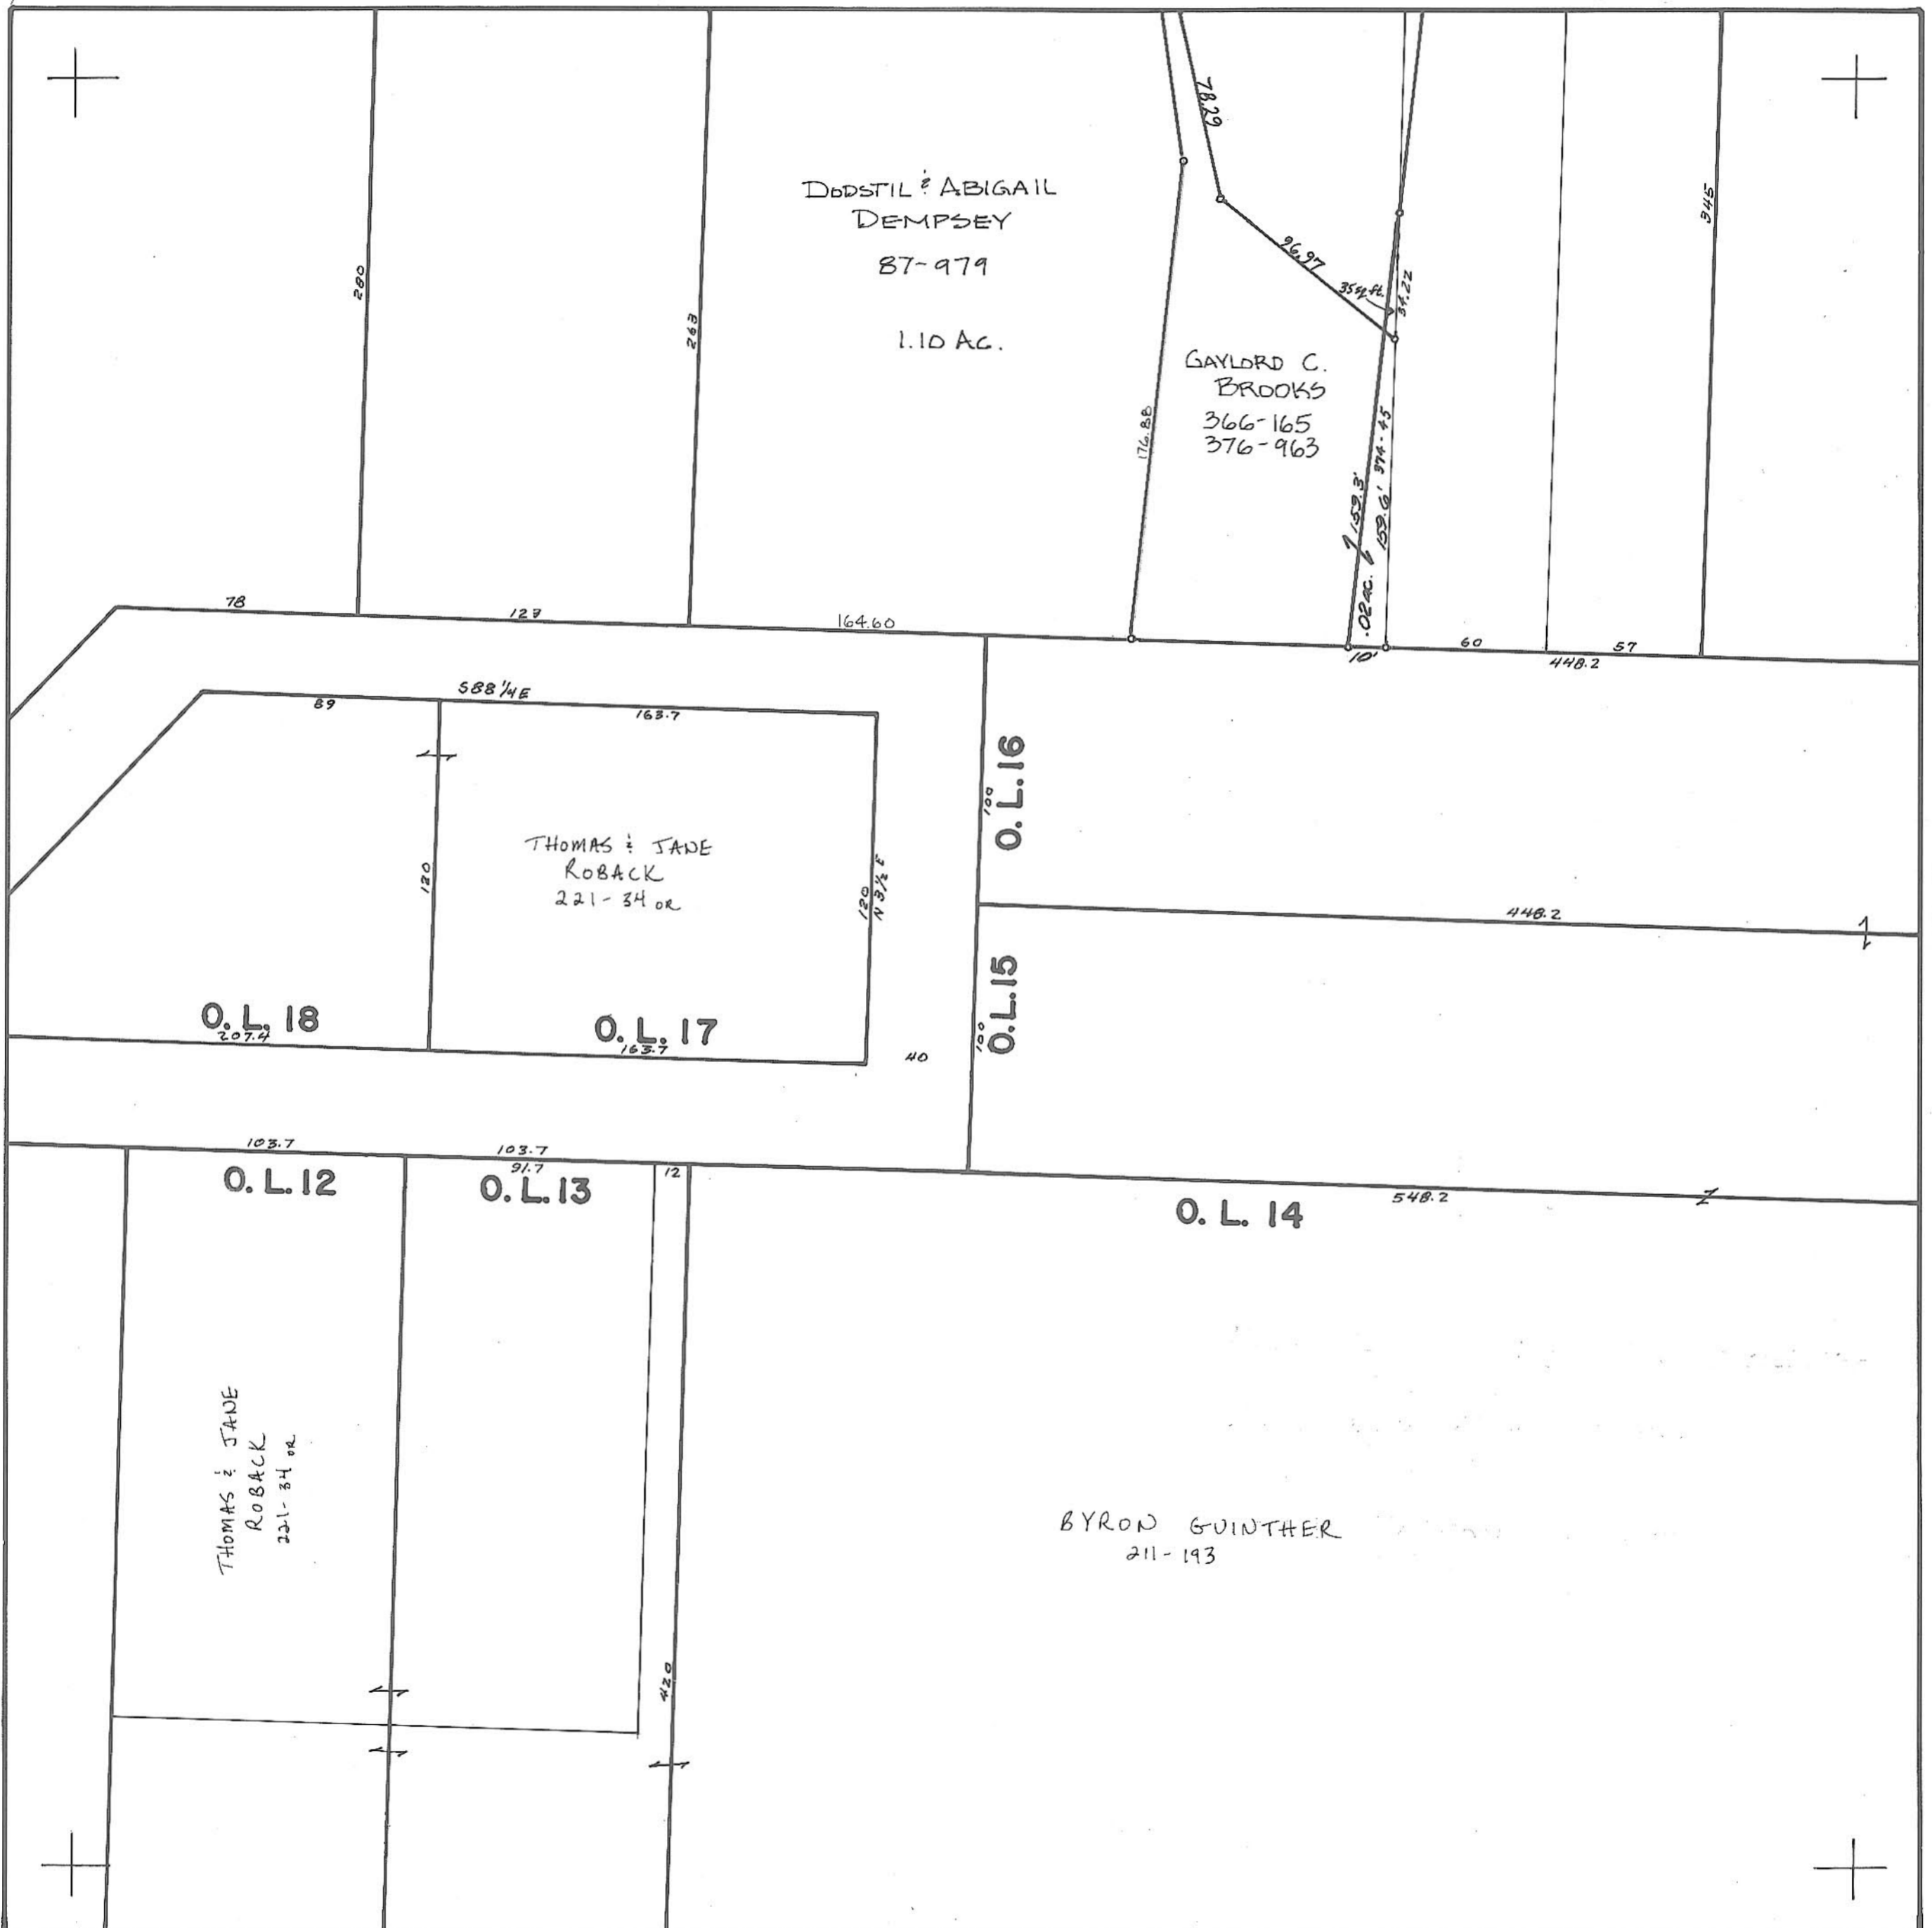 78.29
DODSTIL & ABIGAIL
DEMPSEY
87-979
1.10 AC.
345
280
263
96.97
35 sq. ft.
34.22
GAYLORD C.
BROOKS
366-165
376-963
176.88
159.3'
159.6' 374-45
.02 AC.
78
123
164.60
10'
60
57
448.2
S88 1/4 E
89
163.7
O. L. 16
100
THOMAS & JANE
ROBACK
221-34 OR
120
120
N 3 1/2 E
448.2
O. L. 15
100
O. L. 18
207.4
O. L. 17
163.7
40
103.7
103.7
91.7
12
O. L. 12
O. L. 13
548.2
O. L. 14
THOMAS & JANE
ROBACK
221-34 OR
BYRON GUINTHER
211-193
420